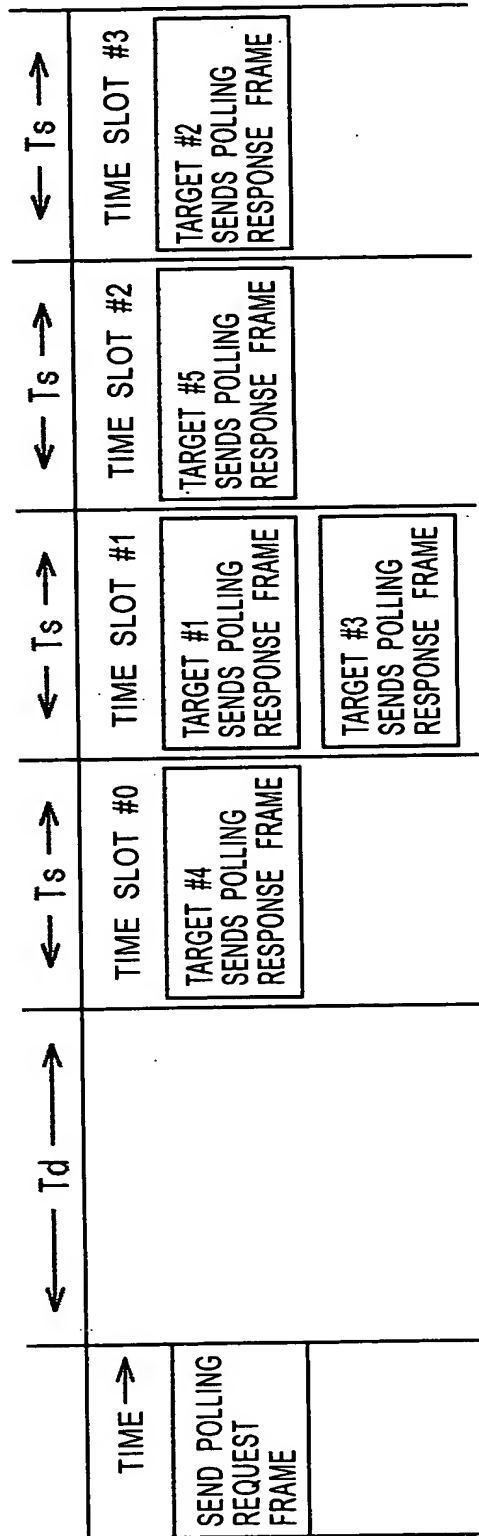 ← Td →
← Ts →
← Ts →
← Ts →
← Ts →
TIME →
TIME SLOT #0
TIME SLOT #1
TIME SLOT #2
TIME SLOT #3
SEND POLLING
REQUEST
FRAME
TARGET #4
SENDS POLLING
RESPONSE FRAME
TARGET #1
SENDS POLLING
RESPONSE FRAME
TARGET #5
SENDS POLLING
RESPONSE FRAME
TARGET #2
SENDS POLLING
RESPONSE FRAME
TARGET #3
SENDS POLLING
RESPONSE FRAME